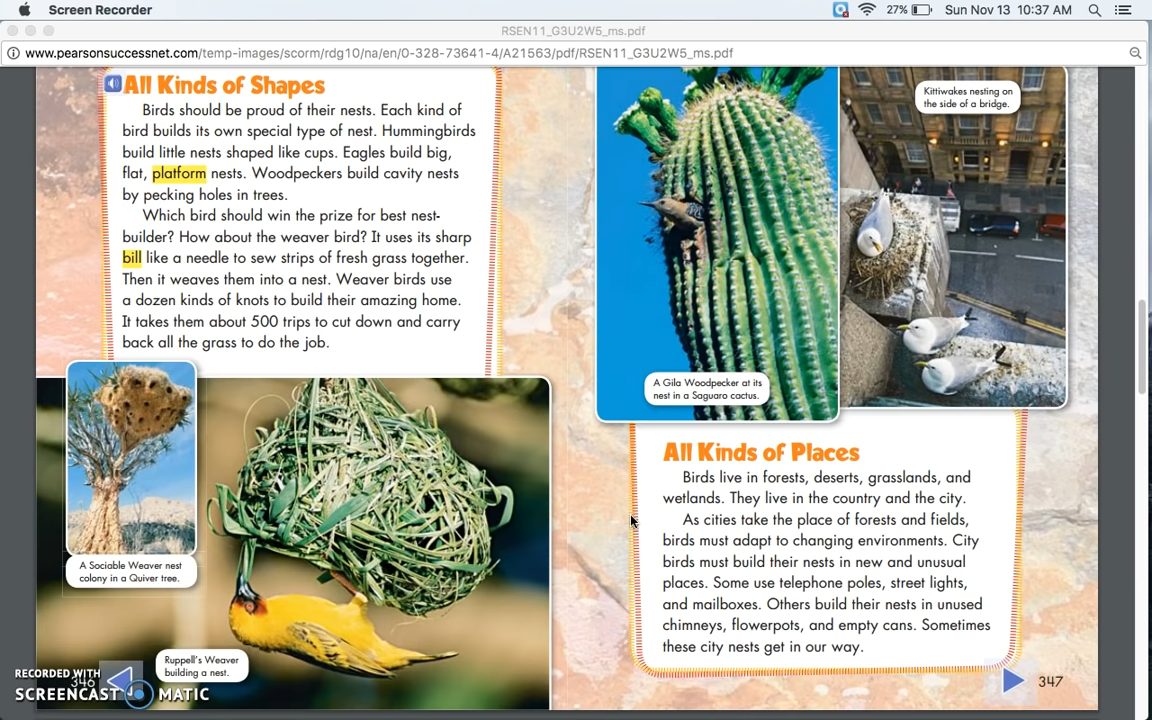 Screen Recorder
27%
Sun Nov 13 10:37 AM
RSEN11_G3U2W5_ms.pdf
www.pearsonsuccessnet.com/temp-images/scorm/rdg10/na/en/0-328-73641-4/A21563/pdf/RSEN11_G3U2W5_ms.pdf
All Kinds of Shapes
Birds should be proud of their nests. Each kind of
bird builds its own special type of nest. Hummingbirds
build little nests shaped like cups. Eagles build big,
flat, platform nests. Woodpeckers build cavity nests
by pecking holes in trees.
Which bird should win the prize for best nest-
builder? How about the weaver bird? It uses its sharp
bill like a needle to sew strips of fresh grass together.
Then it weaves them into a nest. Weaver birds use
a dozen kinds of knots to build their amazing home.
It takes them about 500 trips to cut down and carry
back all the grass to do the job.
A Sociable Weaver nest
colony in a Quiver tree.
Ruppell's Weaver
building a nest.
346
RECORDED WITH
SCREENCAST MATIC
Kittiwakes nesting on
the side of a bridge.
A Gila Woodpecker at its
nest in a Saguaro cactus.
All Kinds of Places
Birds live in forests, deserts, grasslands, and
wetlands. They live in the country and the city.
As cities take the place of forests and fields,
birds must adapt to changing environments. City
birds must build their nests in new and unusual
places. Some use telephone poles, street lights,
and mailboxes. Others build their nests in unused
chimneys, flowerpots, and empty cans. Sometimes
these city nests get in our way.
347